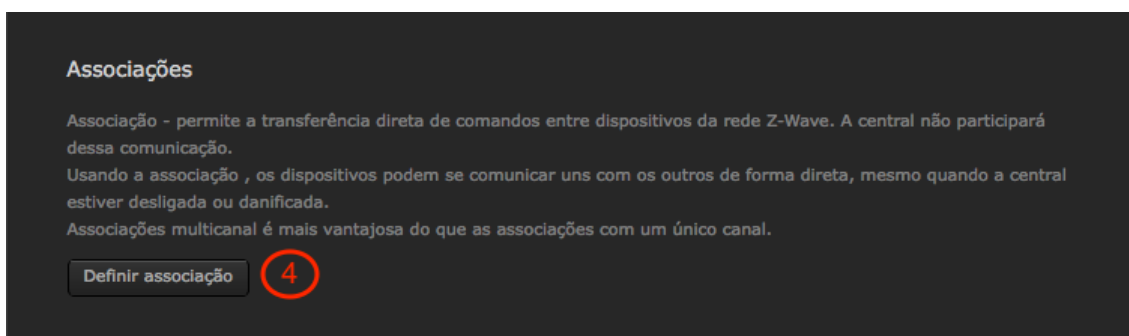 Associações
Associação - permite a transferência direta de comandos entre dispositivos da rede Z-Wave. A central não participará
dessa comunicação.
Usando a associação , os dispositivos podem se comunicar uns com os outros de forma direta, mesmo quando a central
estiver desligada ou danificada.
Associações multicanal é mais vantajosa do que as associações com um único canal.
Definir associação 4